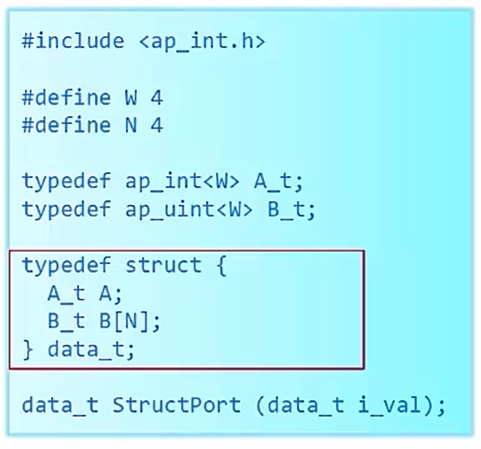 #include <ap_int.h>
#define W 4
#define N 4
typedef ap_int<W> A_t;
typedef ap_uint<W> B_t;
typedef struct {
A_t A;
B_t B[N];
} data_t;
data_t StructPort (data_t i_val);